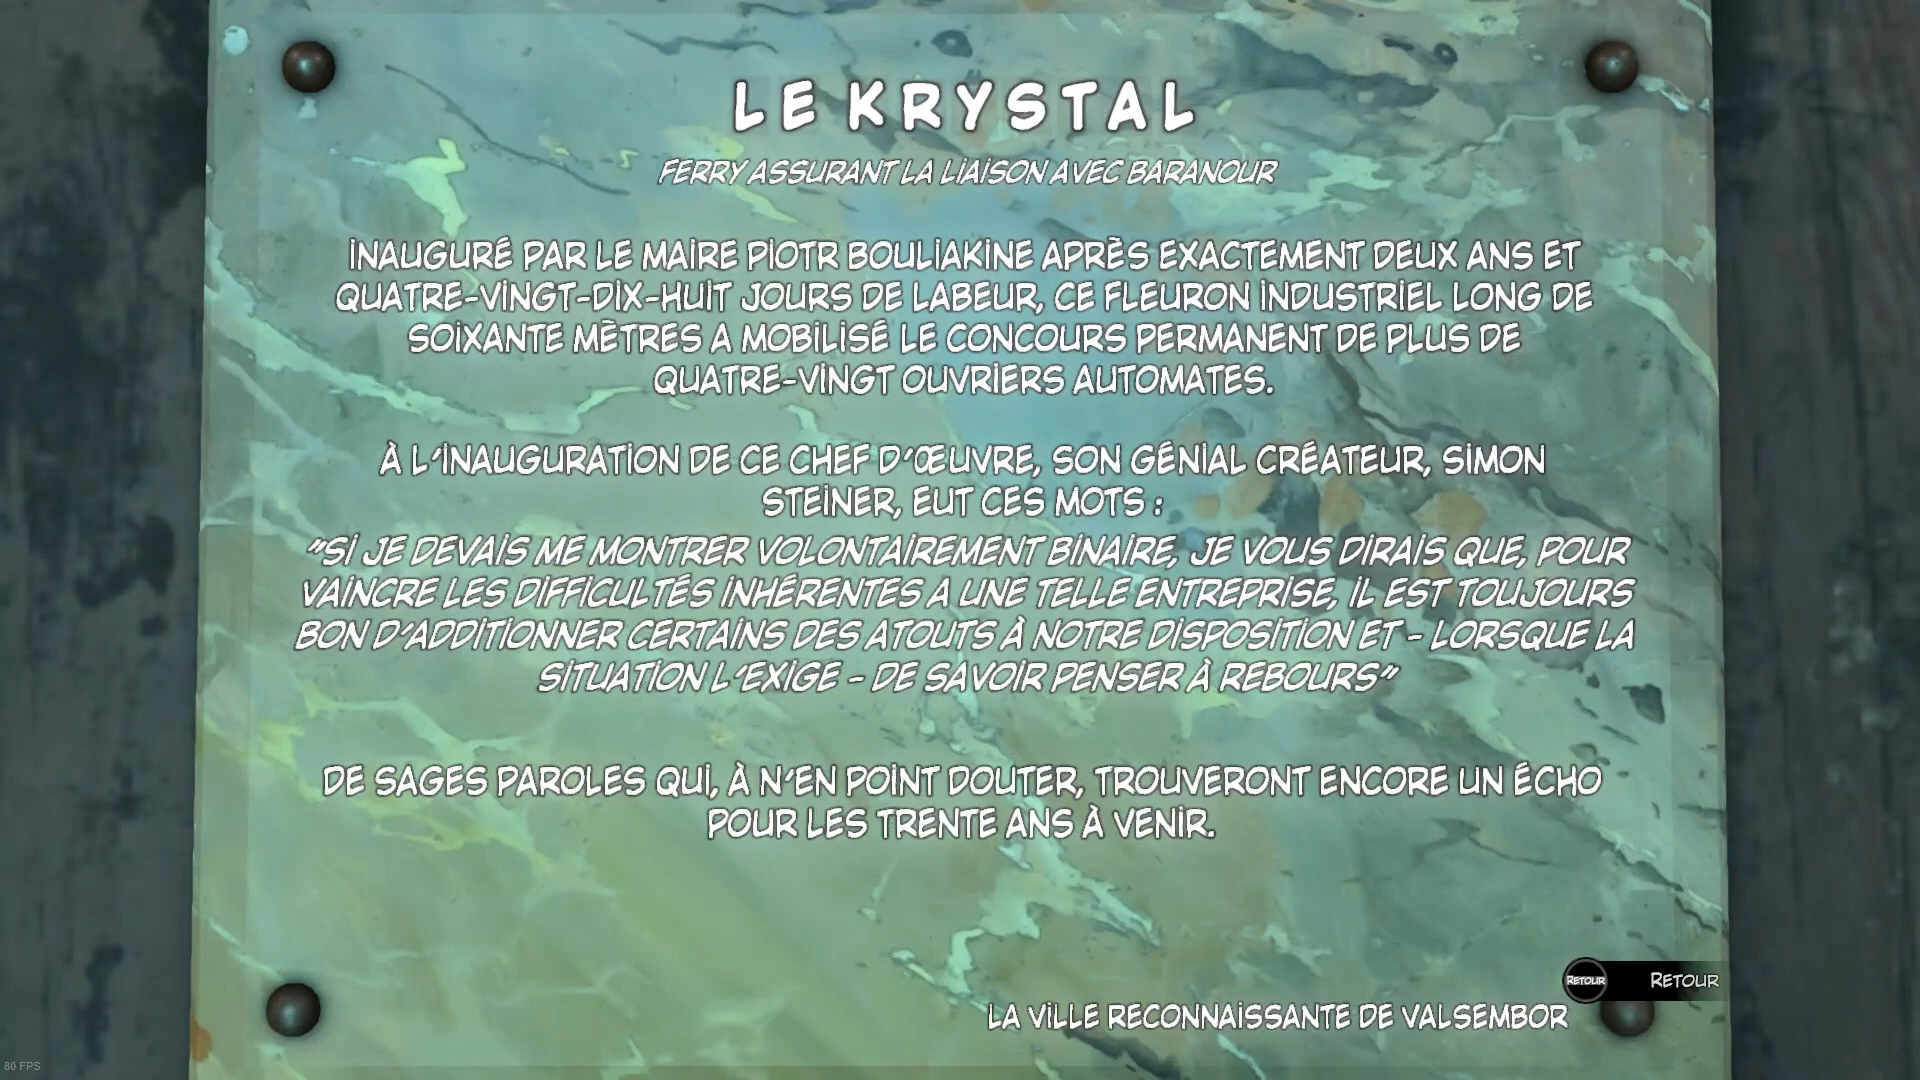 LE KRYSTAL
FERRY ASSURANT LA LIAISON AVEC BARANOUR
INAUGURÉ PAR LE MAIRE PIOTR BOULIAKINE APRÈS EXACTEMENT DEUX ANS ET
QUATRE-VINGT-DIX-HUIT JOURS DE LABEUR, CE FLEURON INDUSTRIEL LONG DE
SOIXANTE MÈTRES A MOBILISÉ LE CONCOURS PERMANENT DE PLUS DE
QUATRE-VINGT OUVRIERS AUTOMATES.
À L'INAUGURATION DE CE CHEF D'ŒUVRE, SON GÉNIAL CRÉATEUR, SIMON
STEINER, EUT CES MOTS :
"SI JE DEVAIS ME MONTRER VOLONTAIREMENT BINAIRE, JE VOUS DIRAIS QUE, POUR
VAINCRE LES DIFFICULTÉS INHÉRENTES A UNE TELLE ENTREPRISE, IL EST TOUJOURS
BON D'ADDITIONNER CERTAINS DES ATOUTS À NOTRE DISPOSITION ET - LORSQUE LA
SITUATION L'EXIGE - DE SAVOIR PENSER À REBOURS"
DE SAGES PAROLES QUI, À N'EN POINT DOUTER, TROUVERONT ENCORE UN ÉCHO
POUR LES TRENTE ANS À VENIR.
RETOUR RETOUR
LA VILLE RECONNAISSANTE DE VALSEMBOR
80 FPS